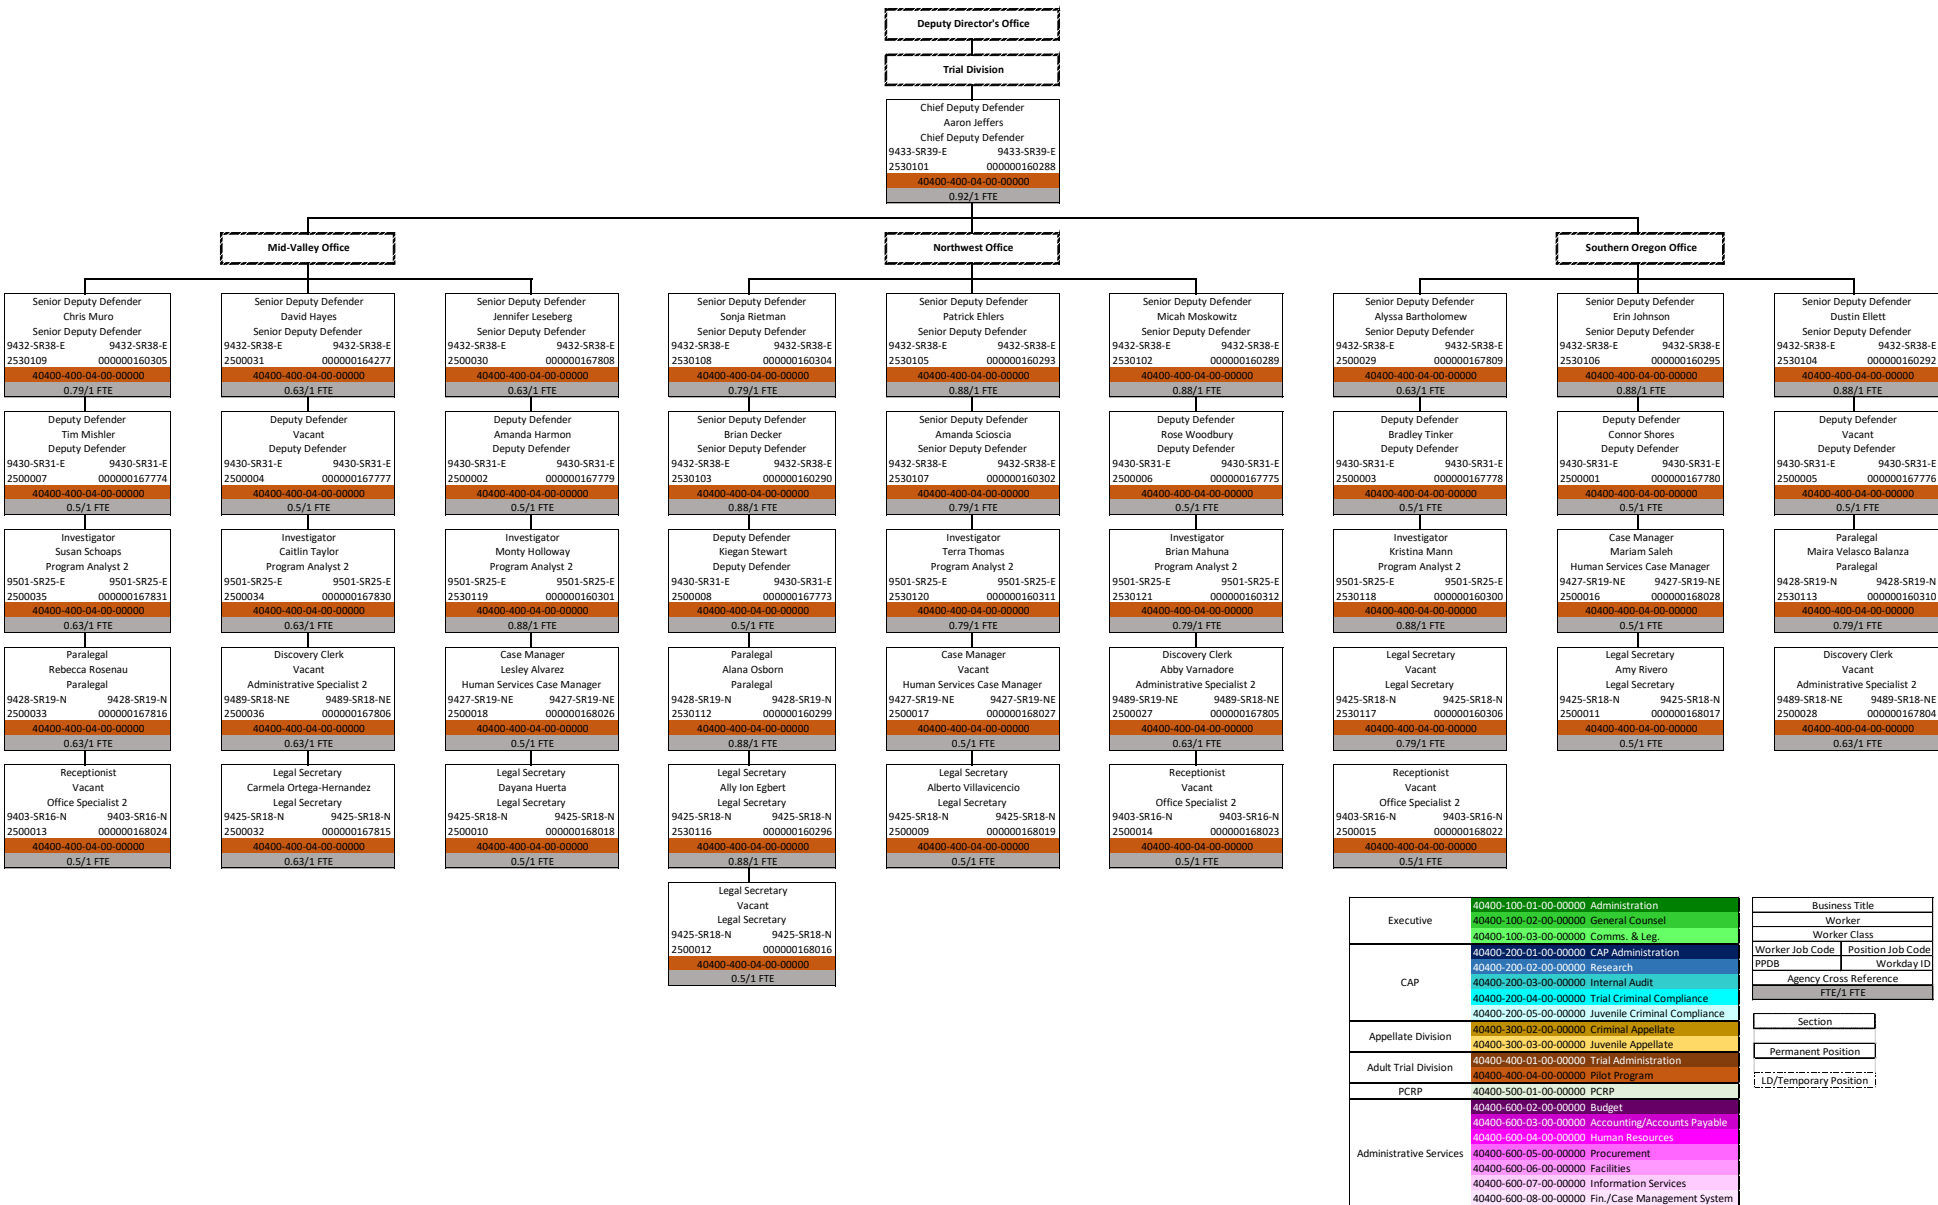 Deputy Director's Office
Trial Division
Chief Deputy Defender
Aaron Jeffers
Chief Deputy Defender
9433-SR39-E 9433-SR39-E
2530101 000000160288
40400-400-04-00-00000
0.92/1 FTE
Mid-Valley Office
Senior Deputy Defender
Chris Muro
Senior Deputy Defender
9432-SR38-E 9432-SR38-E
2530109 000000160305
40400-400-04-00-00000
0.79/1 FTE
Deputy Defender
Tim Mishler
Deputy Defender
9430-SR31-E 9430-SR31-E
2500007 000000167774
40400-400-04-00-00000
0.5/1 FTE
Investigator
Susan Schoaps
Program Analyst 2
9501-SR25-E 9501-SR25-E
2500035 000000167831
40400-400-04-00-00000
0.63/1 FTE
Paralegal
Rebecca Rosenau
Paralegal
9428-SR19-N 9428-SR19-N
2500033 000000167816
40400-400-04-00-00000
0.63/1 FTE
Receptionist
Vacant
Office Specialist 2
9403-SR16-N 9403-SR16-N
2500013 000000168024
40400-400-04-00-00000
0.5/1 FTE
Senior Deputy Defender
David Hayes
Senior Deputy Defender
9432-SR38-E 9432-SR38-E
2500031 000000164277
40400-400-04-00-00000
0.63/1 FTE
Deputy Defender
Vacant
Deputy Defender
9430-SR31-E 9430-SR31-E
2500004 000000167777
40400-400-04-00-00000
0.5/1 FTE
Investigator
Caitlin Taylor
Program Analyst 2
9501-SR25-E 9501-SR25-E
2500034 000000167830
40400-400-04-00-00000
0.63/1 FTE
Discovery Clerk
Vacant
Administrative Specialist 2
9489-SR18-NE 9489-SR18-NE
2500036 000000167806
40400-400-04-00-00000
0.63/1 FTE
Legal Secretary
Carmela Ortega-Hernandez
Legal Secretary
9425-SR18-N 9425-SR18-N
2500032 000000167815
40400-400-04-00-00000
0.63/1 FTE
Senior Deputy Defender
Jennifer Leseberg
Senior Deputy Defender
9432-SR38-E 9432-SR38-E
2500030 000000167808
40400-400-04-00-00000
0.63/1 FTE
Deputy Defender
Amanda Harmon
Deputy Defender
9430-SR31-E 9430-SR31-E
2500002 000000167779
40400-400-04-00-00000
0.5/1 FTE
Investigator
Monty Holloway
Program Analyst 2
9501-SR25-E 9501-SR25-E
2530119 000000160301
40400-400-04-00-00000
0.88/1 FTE
Case Manager
Lesley Alvarez
Human Services Case Manager
9427-SR19-NE 9427-SR19-NE
2500018 000000168026
40400-400-04-00-00000
0.5/1 FTE
Legal Secretary
Dayana Huerta
Legal Secretary
9425-SR18-N 9425-SR18-N
2500010 000000168018
40400-400-04-00-00000
0.5/1 FTE
Northwest Office
Senior Deputy Defender
Sonja Rietman
Senior Deputy Defender
9432-SR38-E 9432-SR38-E
2530108 000000160304
40400-400-04-00-00000
0.79/1 FTE
Senior Deputy Defender
Brian Decker
Senior Deputy Defender
9432-SR38-E 9432-SR38-E
2530103 000000160290
40400-400-04-00-00000
0.88/1 FTE
Deputy Defender
Kiegan Stewart
Deputy Defender
9430-SR31-E 9430-SR31-E
2500008 000000167773
40400-400-04-00-00000
0.5/1 FTE
Paralegal
Alana Osborn
Paralegal
9428-SR19-N 9428-SR19-N
2530112 000000160299
40400-400-04-00-00000
0.88/1 FTE
Legal Secretary
Ally Ion Egbert
Legal Secretary
9425-SR18-N 9425-SR18-N
2530116 000000160296
40400-400-04-00-00000
0.88/1 FTE
Legal Secretary
Vacant
Legal Secretary
9425-SR18-N 9425-SR18-N
2500012 000000168016
40400-400-04-00-00000
0.5/1 FTE
Senior Deputy Defender
Patrick Ehlers
Senior Deputy Defender
9432-SR38-E 9432-SR38-E
2530105 000000160293
40400-400-04-00-00000
0.88/1 FTE
Senior Deputy Defender
Amanda Scioscia
Senior Deputy Defender
9432-SR38-E 9432-SR38-E
2530107 000000160302
40400-400-04-00-00000
0.79/1 FTE
Investigator
Terra Thomas
Program Analyst 2
9501-SR25-E 9501-SR25-E
2530120 000000160311
40400-400-04-00-00000
0.79/1 FTE
Case Manager
Vacant
Human Services Case Manager
9427-SR19-NE 9427-SR19-NE
2500017 000000168027
40400-400-04-00-00000
0.5/1 FTE
Legal Secretary
Alberto Villavicencio
Legal Secretary
9425-SR18-N 9425-SR18-N
2500009 000000168019
40400-400-04-00-00000
0.5/1 FTE
Senior Deputy Defender
Micah Moskowitz
Senior Deputy Defender
9432-SR38-E 9432-SR38-E
2530102 000000160289
40400-400-04-00-00000
0.88/1 FTE
Deputy Defender
Rose Woodbury
Deputy Defender
9430-SR31-E 9430-SR31-E
2500006 000000167775
40400-400-04-00-00000
0.5/1 FTE
Investigator
Brian Mahuna
Program Analyst 2
9501-SR25-E 9501-SR25-E
2530121 000000160312
40400-400-04-00-00000
0.79/1 FTE
Discovery Clerk
Abby Varnadore
Administrative Specialist 2
9489-SR19-NE 9489-SR18-NE
2500027 000000167805
40400-400-04-00-00000
0.63/1 FTE
Receptionist
Vacant
Office Specialist 2
9403-SR16-N 9403-SR16-N
2500014 000000168023
40400-400-04-00-00000
0.5/1 FTE
Southern Oregon Office
Senior Deputy Defender
Alyssa Bartholomew
Senior Deputy Defender
9432-SR38-E 9432-SR38-E
2500029 000000167809
40400-400-04-00-00000
0.63/1 FTE
Deputy Defender
Bradley Tinker
Deputy Defender
9430-SR31-E 9430-SR31-E
2500003 000000167778
40400-400-04-00-00000
0.5/1 FTE
Investigator
Kristina Mann
Program Analyst 2
9501-SR25-E 9501-SR25-E
2530118 000000160300
40400-400-04-00-00000
0.88/1 FTE
Legal Secretary
Vacant
Legal Secretary
9425-SR18-N 9425-SR18-N
2530117 000000160306
40400-400-04-00-00000
0.79/1 FTE
Receptionist
Vacant
Office Specialist 2
9403-SR16-N 9403-SR16-N
2500015 000000168022
40400-400-04-00-00000
0.5/1 FTE
Senior Deputy Defender
Erin Johnson
Senior Deputy Defender
9432-SR38-E 9432-SR38-E
2530106 000000160295
40400-400-04-00-00000
0.88/1 FTE
Deputy Defender
Connor Shores
Deputy Defender
9430-SR31-E 9430-SR31-E
2500001 000000167780
40400-400-04-00-00000
0.5/1 FTE
Case Manager
Mariam Saleh
Human Services Case Manager
9427-SR19-NE 9427-SR19-NE
2500016 000000168028
40400-400-04-00-00000
0.5/1 FTE
Legal Secretary
Amy Rivero
Legal Secretary
9425-SR18-N 9425-SR18-N
2500011 000000168017
40400-400-04-00-00000
0.5/1 FTE
Senior Deputy Defender
Dustin Ellett
Senior Deputy Defender
9432-SR38-E 9432-SR38-E
2530104 000000160292
40400-400-04-00-00000
0.88/1 FTE
Deputy Defender
Vacant
Deputy Defender
9430-SR31-E 9430-SR31-E
2500005 000000167776
40400-400-04-00-00000
0.5/1 FTE
Paralegal
Maira Velasco Balanza
Paralegal
9428-SR19-N 9428-SR19-N
2530113 000000160310
40400-400-04-00-00000
0.79/1 FTE
Discovery Clerk
Vacant
Administrative Specialist 2
9489-SR18-NE 9489-SR18-NE
2500028 000000167804
40400-400-04-00-00000
0.63/1 FTE
Executive
40400-100-01-00-00000 Administration
40400-100-02-00-00000 General Counsel
40400-100-03-00-00000 Comms. & Leg.
CAP
40400-200-01-00-00000 CAP Administration
40400-200-02-00-00000 Research
40400-200-03-00-00000 Internal Audit
40400-200-04-00-00000 Trial Criminal Compliance
40400-200-05-00-00000 Juvenile Criminal Compliance
Appellate Division
40400-300-02-00-00000 Criminal Appellate
40400-300-03-00-00000 Juvenile Appellate
Adult Trial Division
40400-400-01-00-00000 Trial Administration
40400-400-04-00-00000 Pilot Program
PCRP
40400-500-01-00-00000 PCRP
Administrative Services
40400-600-02-00-00000 Budget
40400-600-03-00-00000 Accounting/Accounts Payable
40400-600-04-00-00000 Human Resources
40400-600-05-00-00000 Procurement
40400-600-06-00-00000 Facilities
40400-600-07-00-00000 Information Services
40400-600-08-00-00000 Fin./Case Management System
Business Title
Worker
Worker Class
Worker Job Code Position Job Code
PPDB Workday ID
Agency Cross Reference
FTE/1 FTE
Section
Permanent Position
LD/Temporary Position